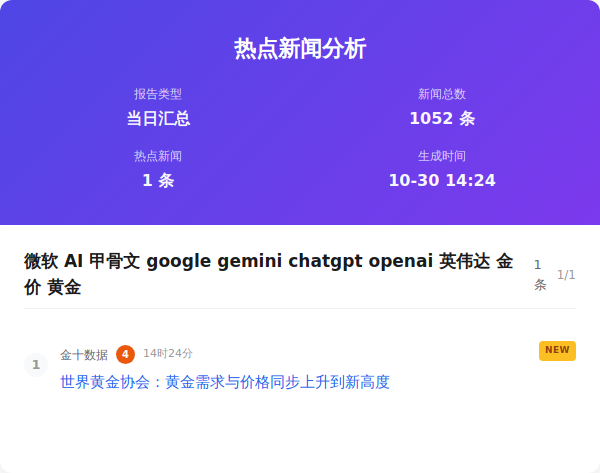 热点新闻分析
报告类型
当日汇总
新闻总数
1052 条
热点新闻
1 条
生成时间
10-30 14:24
微软 AI 甲骨文 google gemini chatgpt openai 英伟达 金
价 黄金
1
条
1/1
1
金十数据 4 14时24分
NEW
世界黄金协会：黄金需求与价格同步上升到新高度